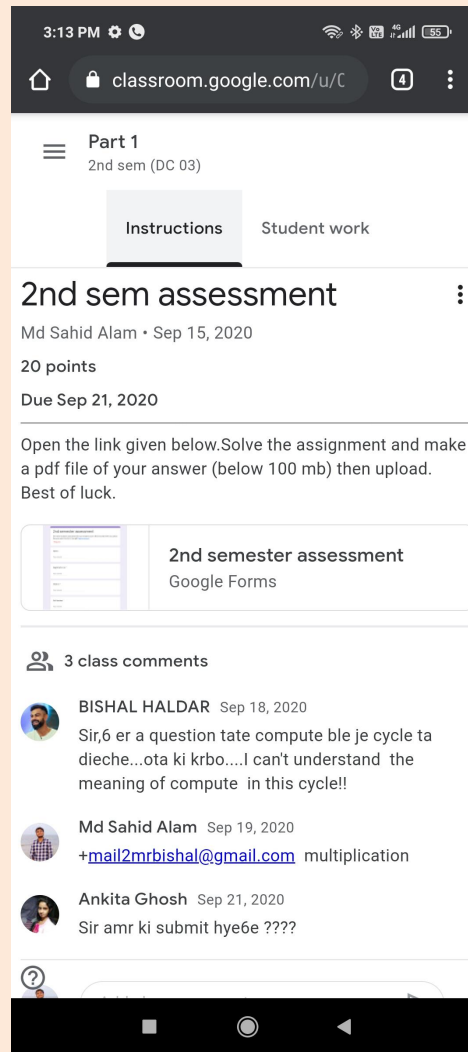 3:13 PM
4G
55
classroom.google.com/u/0
4
Part 1
2nd sem (DC 03)
Instructions
Student work
2nd sem assessment
Md Sahid Alam • Sep 15, 2020
20 points
Due Sep 21, 2020
Open the link given below.Solve the assignment and make
a pdf file of your answer (below 100 mb) then upload.
Best of luck.
2nd semester assessment
Google Forms
3 class comments
BISHAL HALDAR Sep 18, 2020
Sir,6 er a question tate compute ble je cycle ta
dieche...ota ki krbo....I can't understand the
meaning of compute in this cycle!!
Md Sahid Alam Sep 19, 2020
+mail2mrbishal@gmail.com multiplication
Ankita Ghosh Sep 21, 2020
Sir amr ki submit hye6e ????